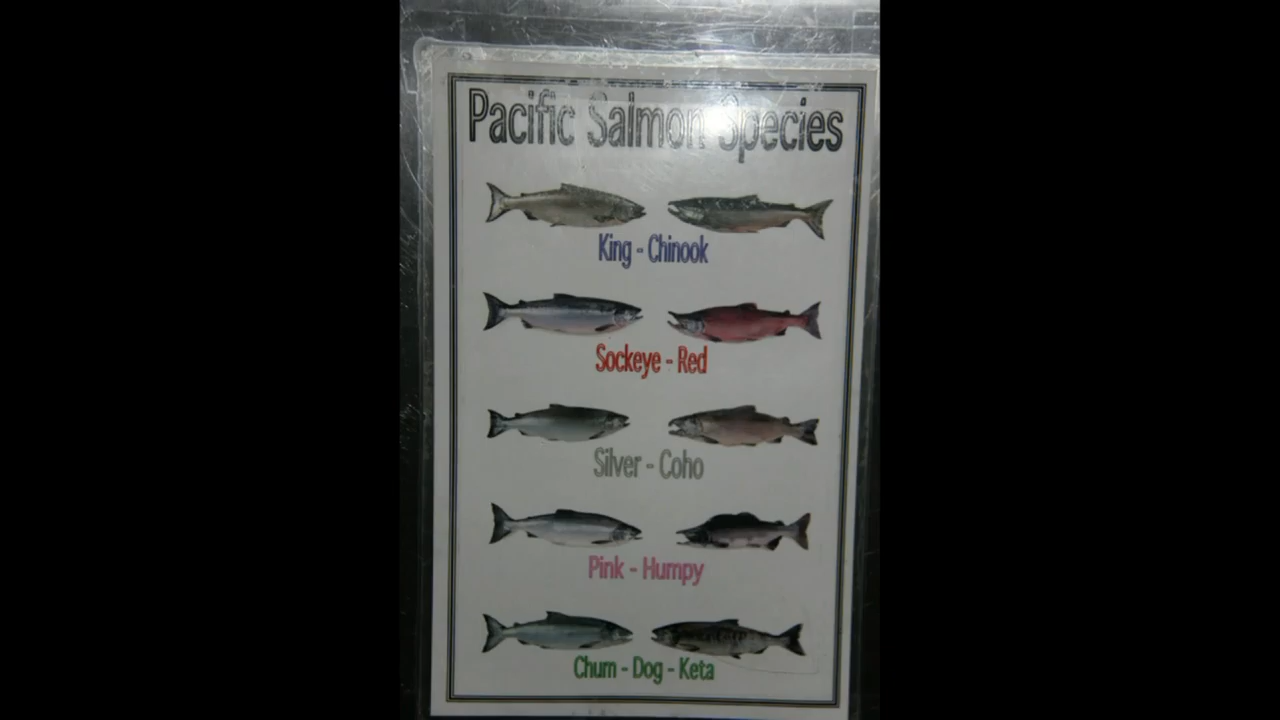 Pacific Salmon Species
King - Chinook
Sockeye - Red
Silver - Coho
Pink - Humpy
Chum - Dog - Keta